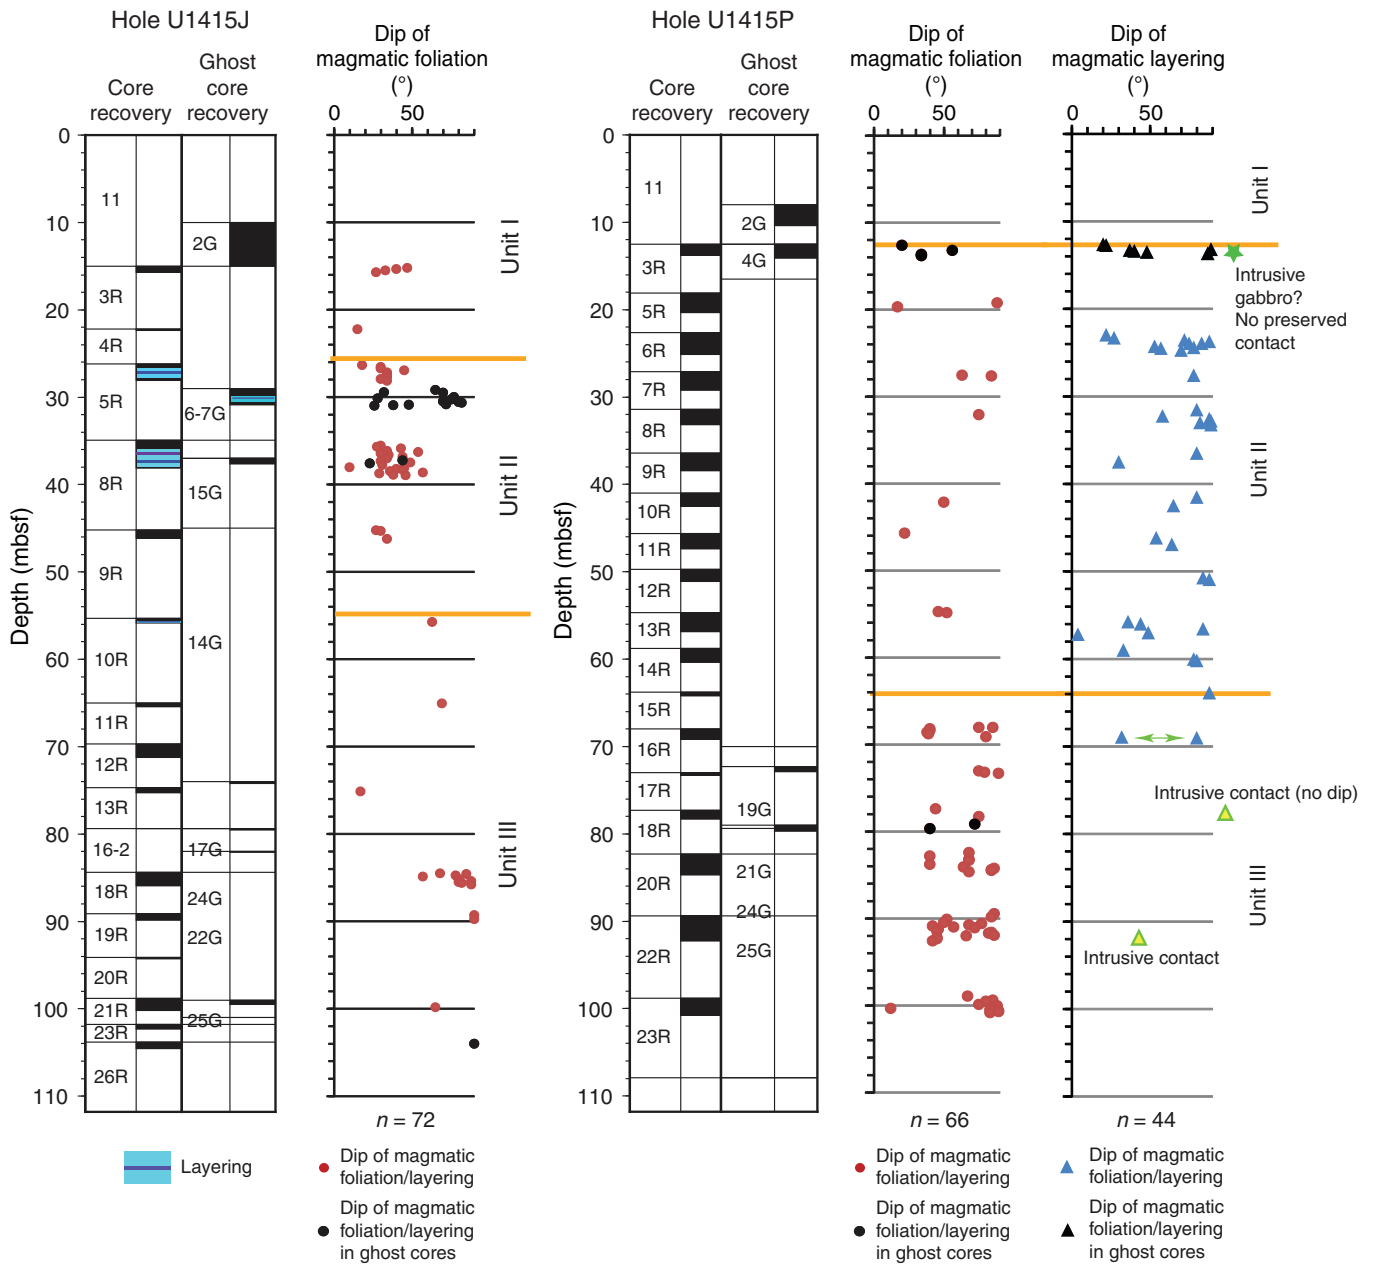 Hole U1415J
Core
recovery
Ghost
core
recovery
Dip of
magmatic foliation
(°)
0 50
Depth (mbsf)
0
10
20
30
40
50
60
70
80
90
100
110
11
3R
4R
5R
8R
9R
10R
11R
12R
13R
16-2
18R
19R
20R
21R
23R
26R
2G
6-7G
15G
14G
17G
24G
22G
25G
Unit I
Unit II
Unit III
n = 72
Layering
Dip of magmatic
foliation/layering
Dip of magmatic
foliation/layering
in ghost cores
Hole U1415P
Core
recovery
Ghost
core
recovery
Dip of
magmatic foliation
(°)
0 50
Dip of
magmatic layering
(°)
0 50
Depth (mbsf)
0
10
20
30
40
50
60
70
80
90
100
110
11
3R
5R
6R
7R
8R
9R
10R
11R
12R
13R
14R
15R
16R
17R
18R
20R
22R
23R
2G
4G
19G
21G
24G
25G
Unit I
Intrusive
gabbro?
No preserved
contact
Unit II
Intrusive contact (no dip)
Unit III
Intrusive contact
n = 66
n = 44
Dip of magmatic
foliation/layering
Dip of magmatic
foliation/layering
in ghost cores
Dip of magmatic
foliation/layering
Dip of magmatic
foliation/layering
in ghost cores